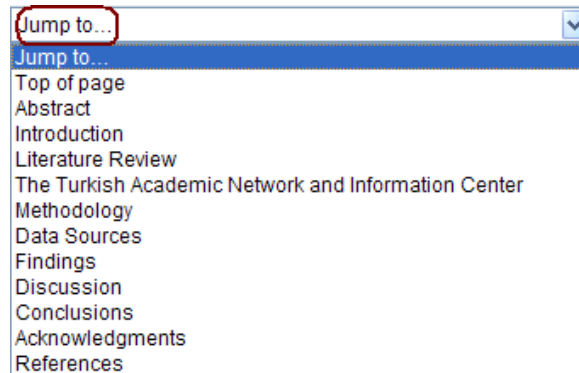 Jump to...
Jump to...
Top of page
Abstract
Introduction
Literature Review
The Turkish Academic Network and Information Center
Methodology
Data Sources
Findings
Discussion
Conclusions
Acknowledgments
References